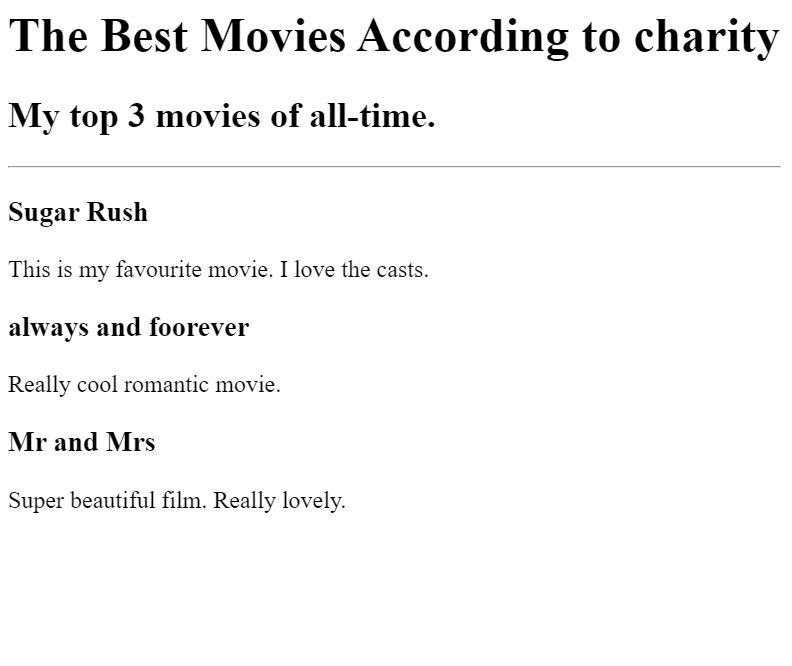 The Best Movies According to charity
My top 3 movies of all-time.
Sugar Rush
This is my favourite movie. I love the casts.
always and foorever
Really cool romantic movie.
Mr and Mrs
Super beautiful film. Really lovely.